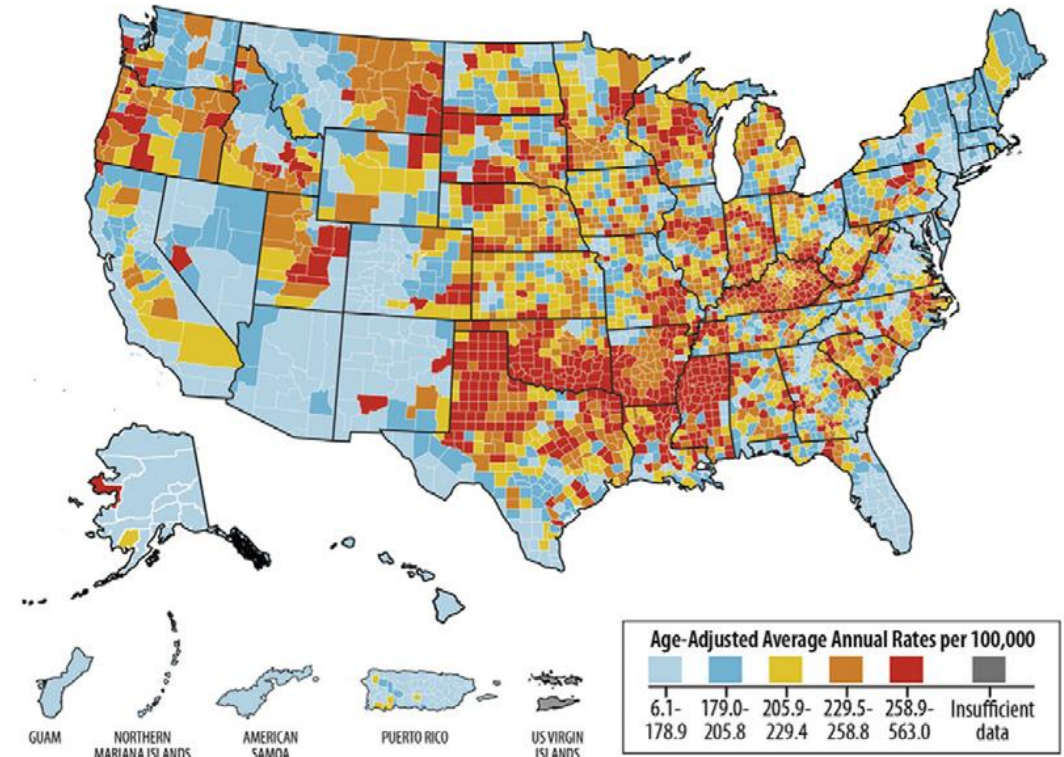 Age-Adjusted Average Annual Rates per 100,000
6.1-
178.9
179.0-
205.8
205.9-
229.4
229.5-
258.8
258.9-
563.0
Insufficient
data
GUAM
NORTHERN
MARIANA ISLANDS
AMERICAN
SAMOA
PUERTO RICO
US VIRGIN
ISLANDS